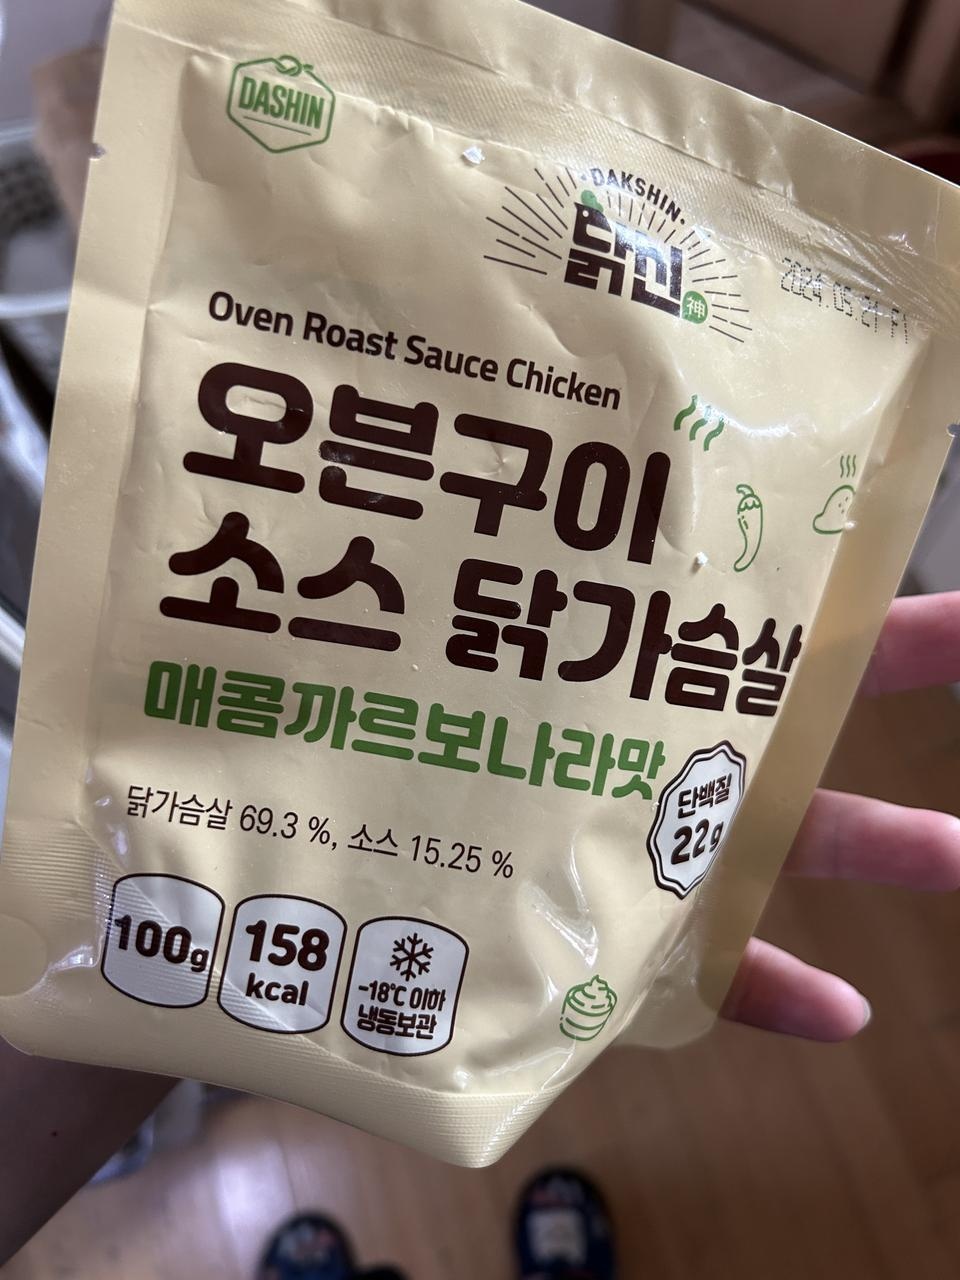 DASHIN
·DAKSHIN·
닭신
神
2024.05.21 F1
Oven Roast Sauce Chicken
오븐구이
소스 닭가슴살
매콤까르보나라맛
단백질
22g
닭가슴살 69.3 %, 소스 15.25 %
100g
158
kcal
-18℃ 이하
냉동보관